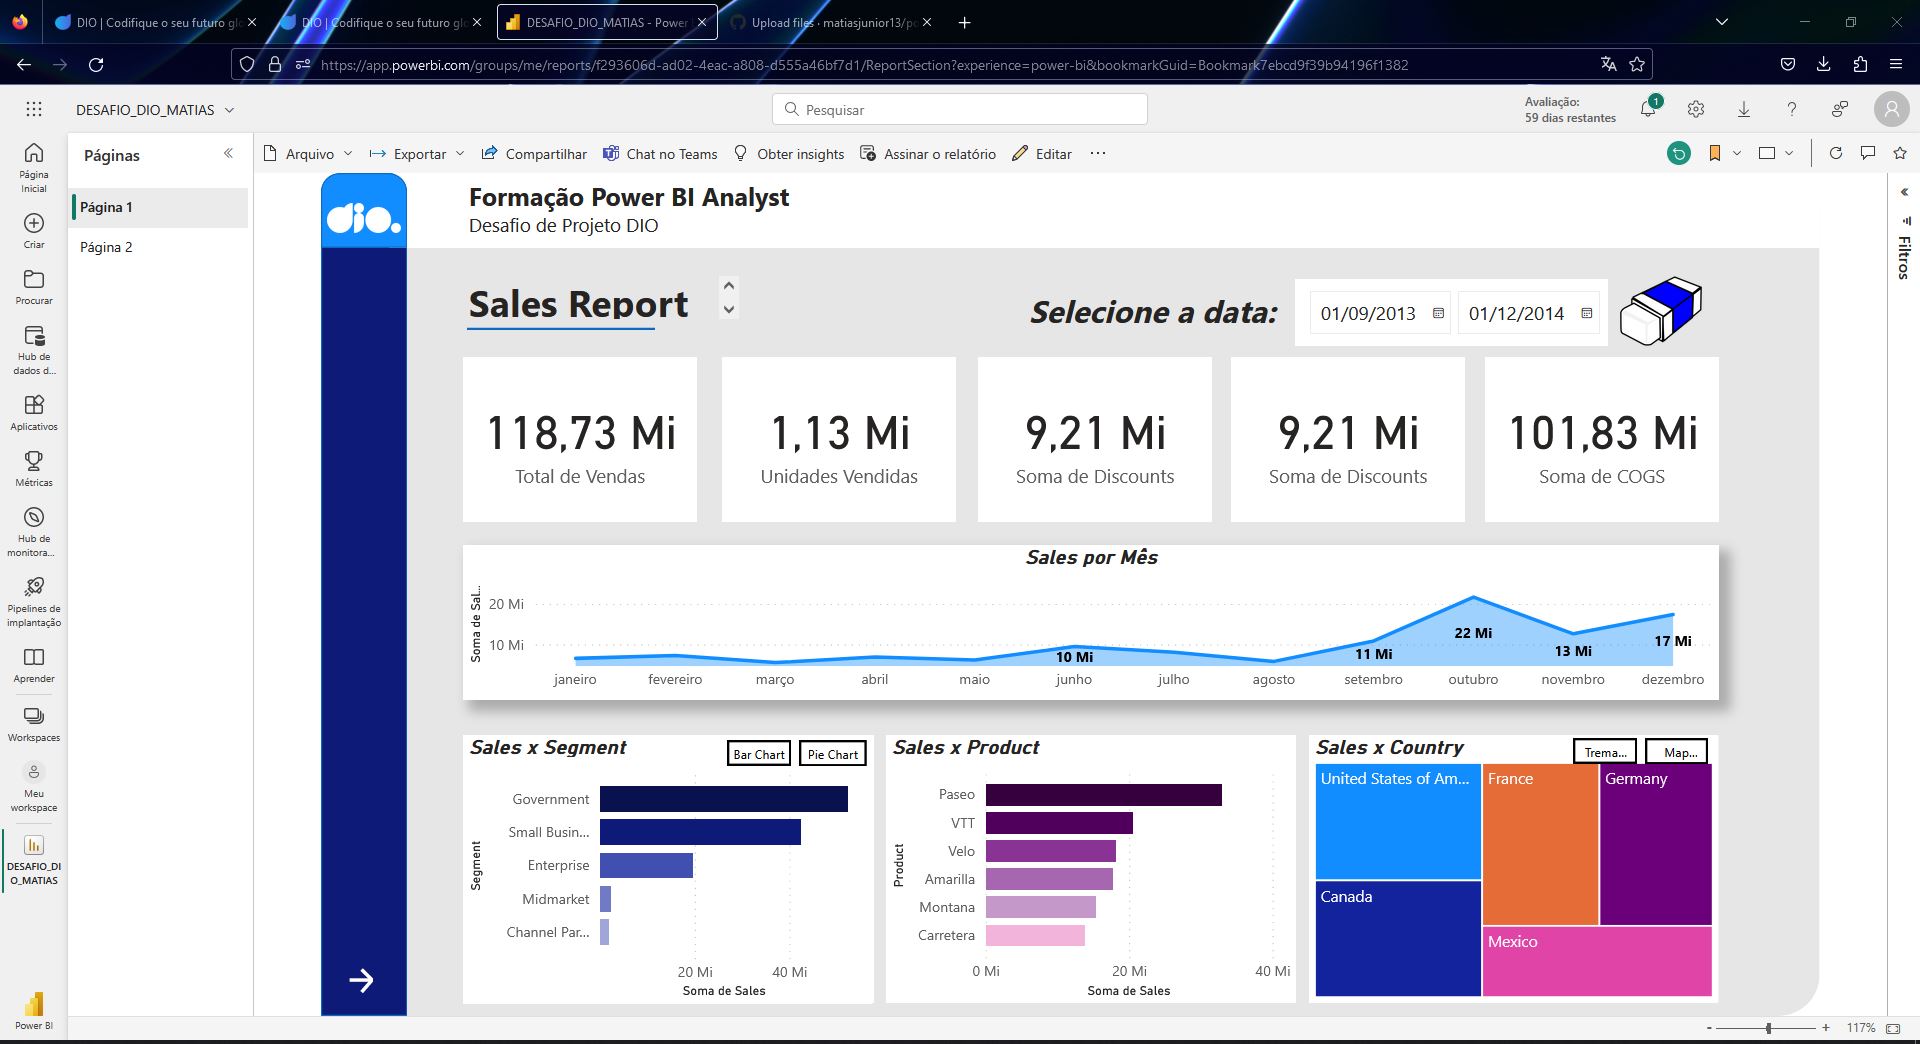 DIO | Codifique o seu futuro glo
DIO | Codifique o seu futuro glo
DESAFIO_DIO_MATIAS - Power
Upload files · matiasjunior13/po
https://app.powerbi.com/groups/me/reports/f293606d-ad02-4eac-a808-d555a46bf7d1/ReportSection?experience=power-bi&bookmarkGuid=Bookmark7ebcd9f39b94196f1382
DESAFIO_DIO_MATIAS
Pesquisar
Avaliação:
59 dias restantes
1
Página
Inicial
Criar
Procurar
Hub de
dados d...
Aplicativos
Métricas
Hub de
monitora...
Pipelines de
implantação
Aprender
Workspaces
Meu
workspace
DESAFIO_DI
O_MATIAS
Power BI
Páginas
Página 1
Página 2
Arquivo
Exportar
Compartilhar
Chat no Teams
Obter insights
Assinar o relatório
Editar
Filtros
dio.
Formação Power BI Analyst
Desafio de Projeto DIO
Sales Report
Selecione a data:
01/09/2013
01/12/2014
118,73 Mi
Total de Vendas
1,13 Mi
Unidades Vendidas
9,21 Mi
Soma de Discounts
9,21 Mi
Soma de Discounts
101,83 Mi
Soma de COGS
Sales por Mês
Soma de Sal...
20 Mi
10 Mi
10 Mi
11 Mi
22 Mi
13 Mi
17 Mi
janeiro
fevereiro
março
abril
maio
junho
julho
agosto
setembro
outubro
novembro
dezembro
Sales x Segment
Bar Chart
Pie Chart
Segment
Government
Small Busin...
Enterprise
Midmarket
Channel Par...
20 Mi
40 Mi
Soma de Sales
Sales x Product
Product
Paseo
VTT
Velo
Amarilla
Montana
Carretera
0 Mi
20 Mi
40 Mi
Soma de Sales
Sales x Country
Trema...
Map...
United States of Am...
France
Germany
Canada
Mexico
117%